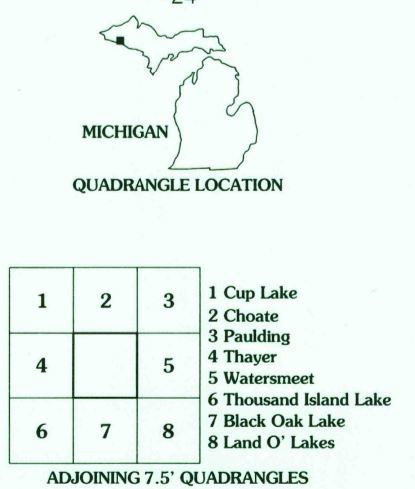 MICHIGAN
QUADRANGLE LOCATION
1 2 3
4 5
6 7 8
1 Cup Lake
2 Choate
3 Paulding
4 Thayer
5 Watersmeet
6 Thousand Island Lake
7 Black Oak Lake
8 Land O' Lakes
ADJOINING 7.5' QUADRANGLES